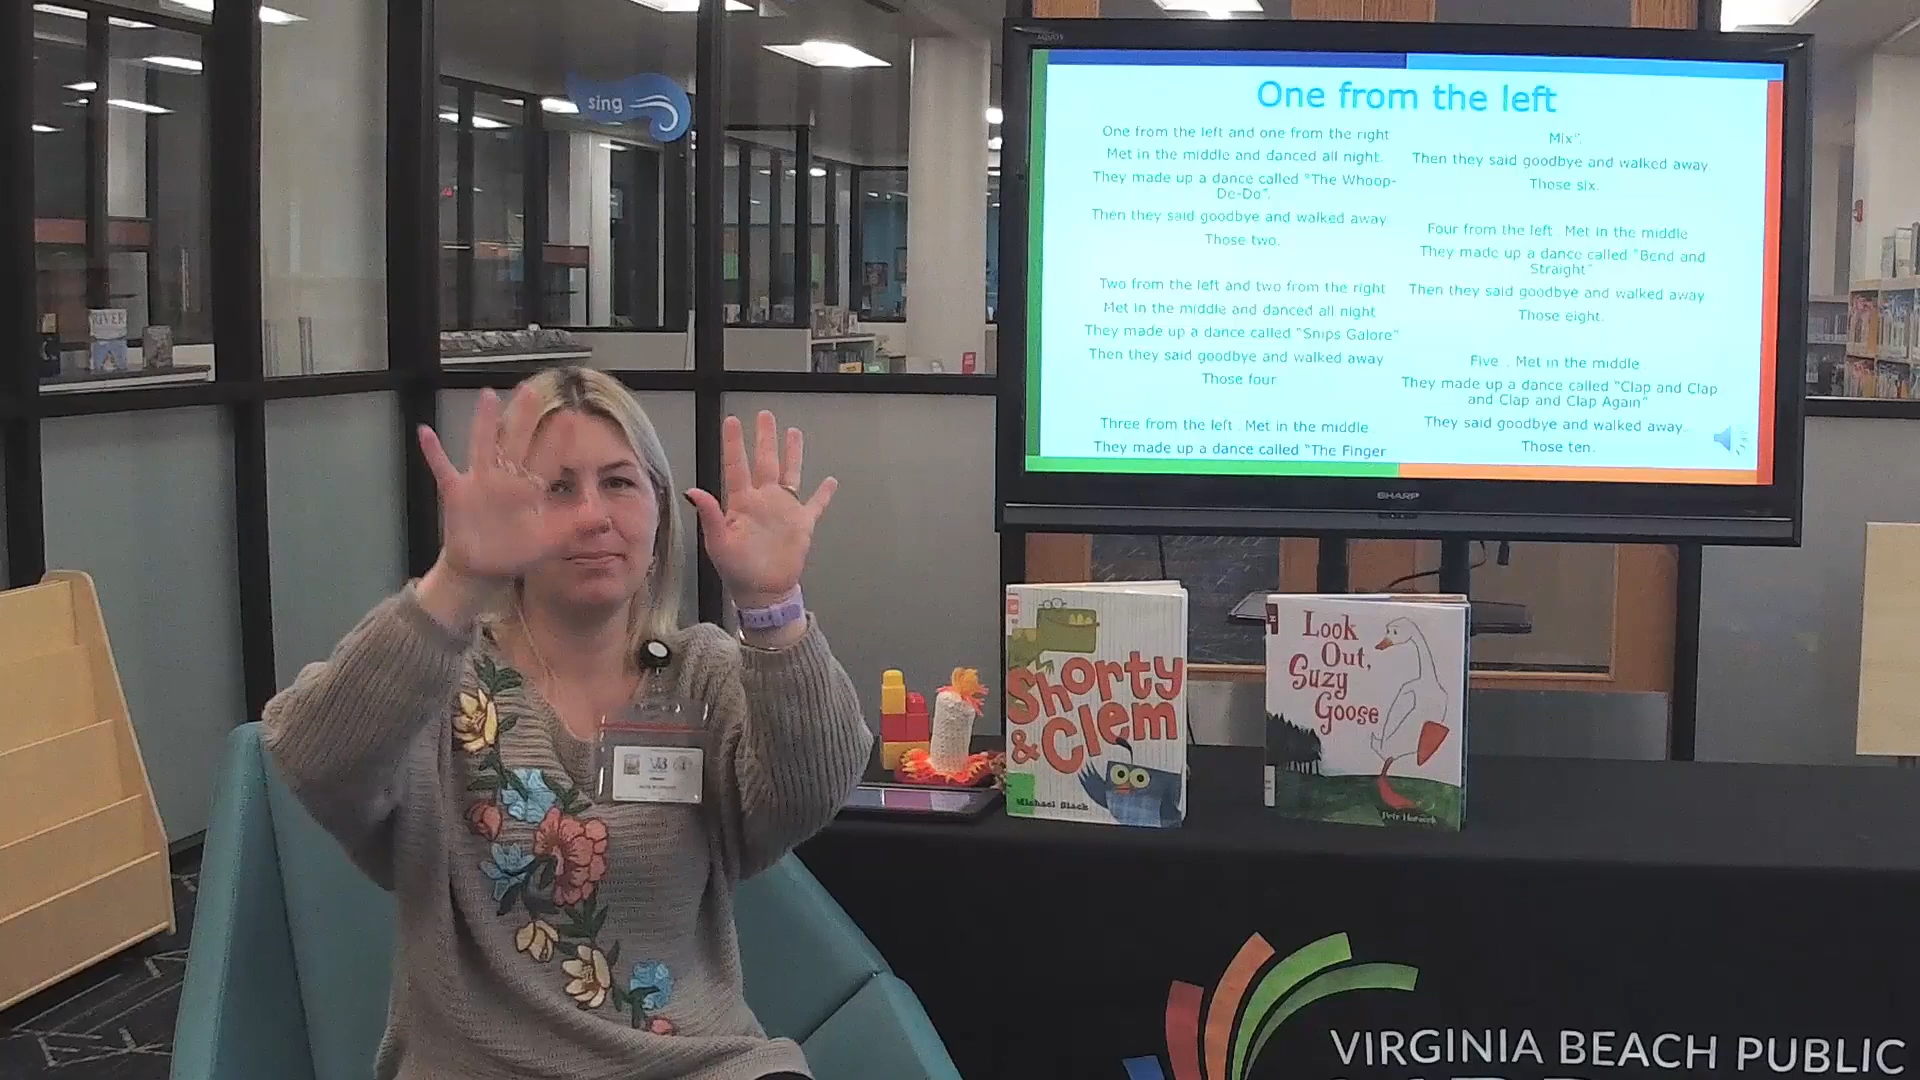 sing
AQUOS
One from the left
One from the left and one from the right
Met in the middle and danced all night.
They made up a dance called "The Whoop-
De-Do".
Then they said goodbye and walked away
Those two.
Two from the left and two from the right
Met in the middle and danced all night
They made up a dance called "Snips Galore"
Then they said goodbye and walked away
Those four
Three from the left . Met in the middle
They made up a dance called "The Finger
Mix".
Then they said goodbye and walked away
Those six.
Four from the left . Met in the middle
They made up a dance called "Bend and
Straight"
Then they said goodbye and walked away
Those eight.
Five . Met in the middle
They made up a dance called "Clap and Clap
and Clap and Clap Again"
They said goodbye and walked away
Those ten.
SHARP
RIVER
Shorty
& Clem
Michael Slack
Look
Out,
Suzy
Goose
Petr Horacek
VB
VIRGINIA BEACH PUBLIC